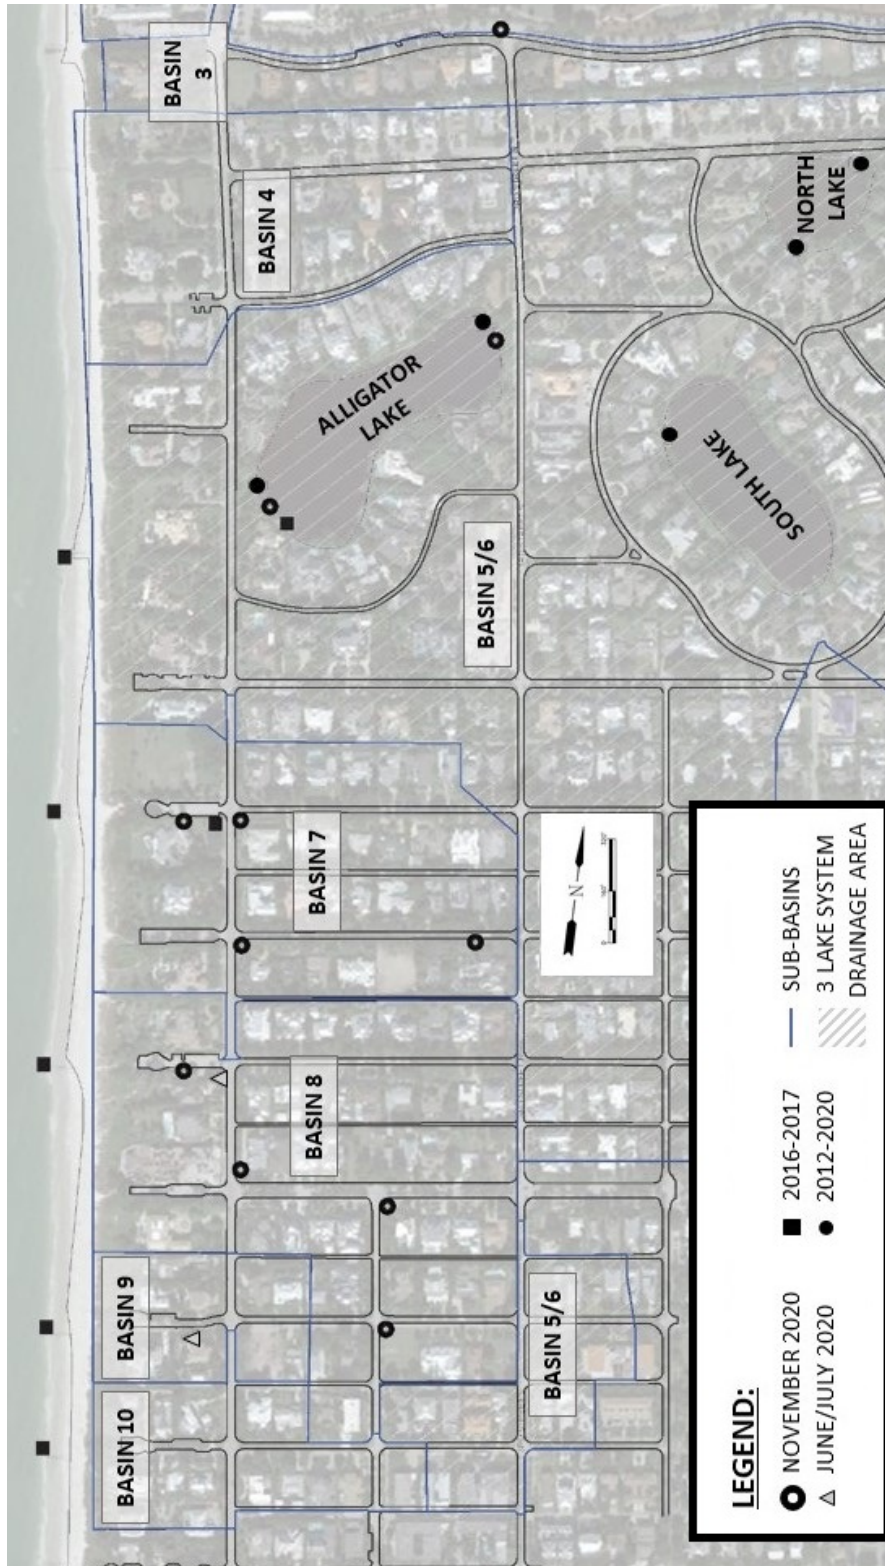 BASIN 10
BASIN 9
BASIN 8
BASIN 7
BASIN 5/6
ALLIGATOR
LAKE
BASIN 4
BASIN
3
BASIN 5/6
SOUTH LAKE
NORTH
LAKE
N
LEGEND:
NOVEMBER 2020
JUNE/JULY 2020
2016-2017
2012-2020
SUB-BASINS
3 LAKE SYSTEM
DRAINAGE AREA